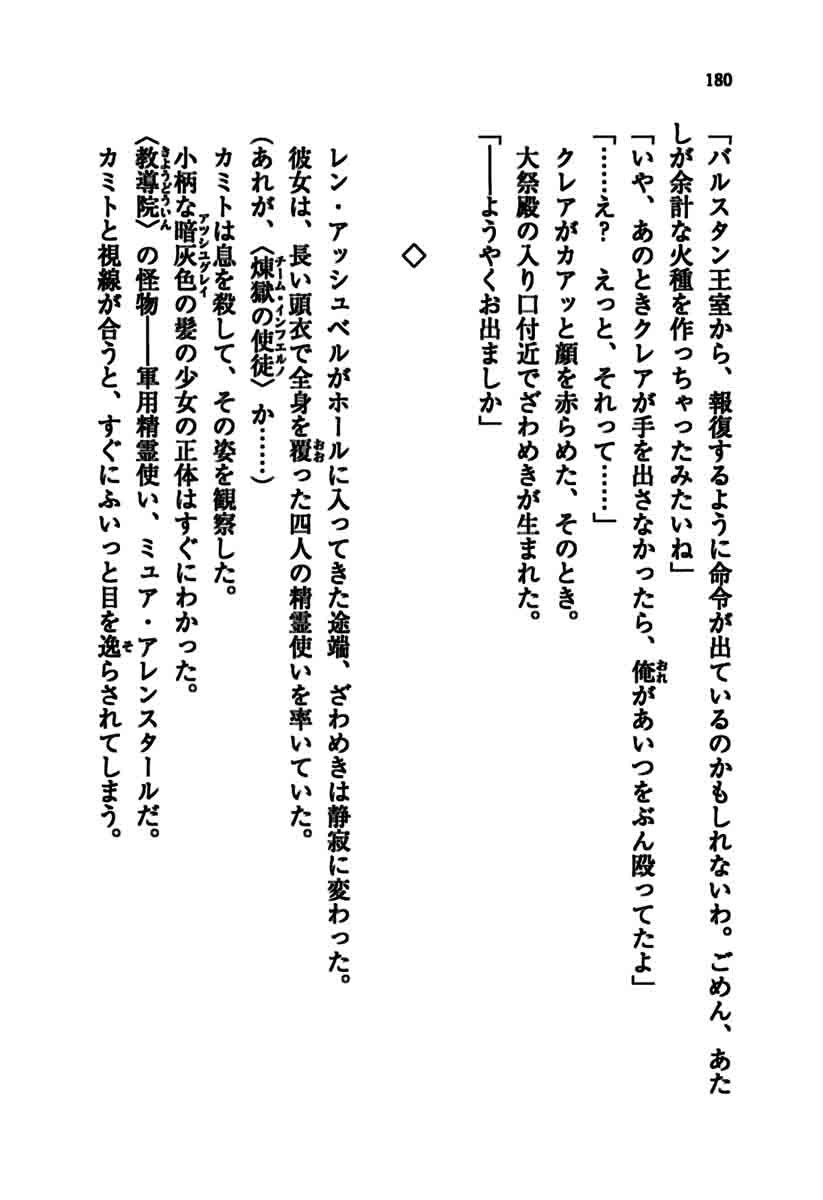 180
「バルスタン王室から、報復するように命令が出ているのかもしれないわ。ごめん、あた
しが余計な火種を作っちゃったみたいね」
「いや、あのときクレアが手を出さなかったら、俺があいつをぶん殴ってたよ」
「……え？　えっと、それって……」
クレアがカアッと顔を赤らめた、そのとき。
大祭殿の入り口付近でざわめきが生まれた。
「――ようやくお出ましか」
◇
レン・アッシュベルがホールに入ってきた途端、ざわめきは静寂に変わった。
彼女は、長い頭衣で全身を覆った四人の精霊使いを率いていた。
（あれが、〈煉獄の使徒〉か……）
カミトは息を殺して、その姿を観察した。
小柄な暗灰色の髪の少女の正体はすぐにわかった。
〈教導院〉の怪物――軍用精霊使い、ミュア・アレンスタールだ。
カミトと視線が合うと、すぐにふいっと目を逸らされてしまう。